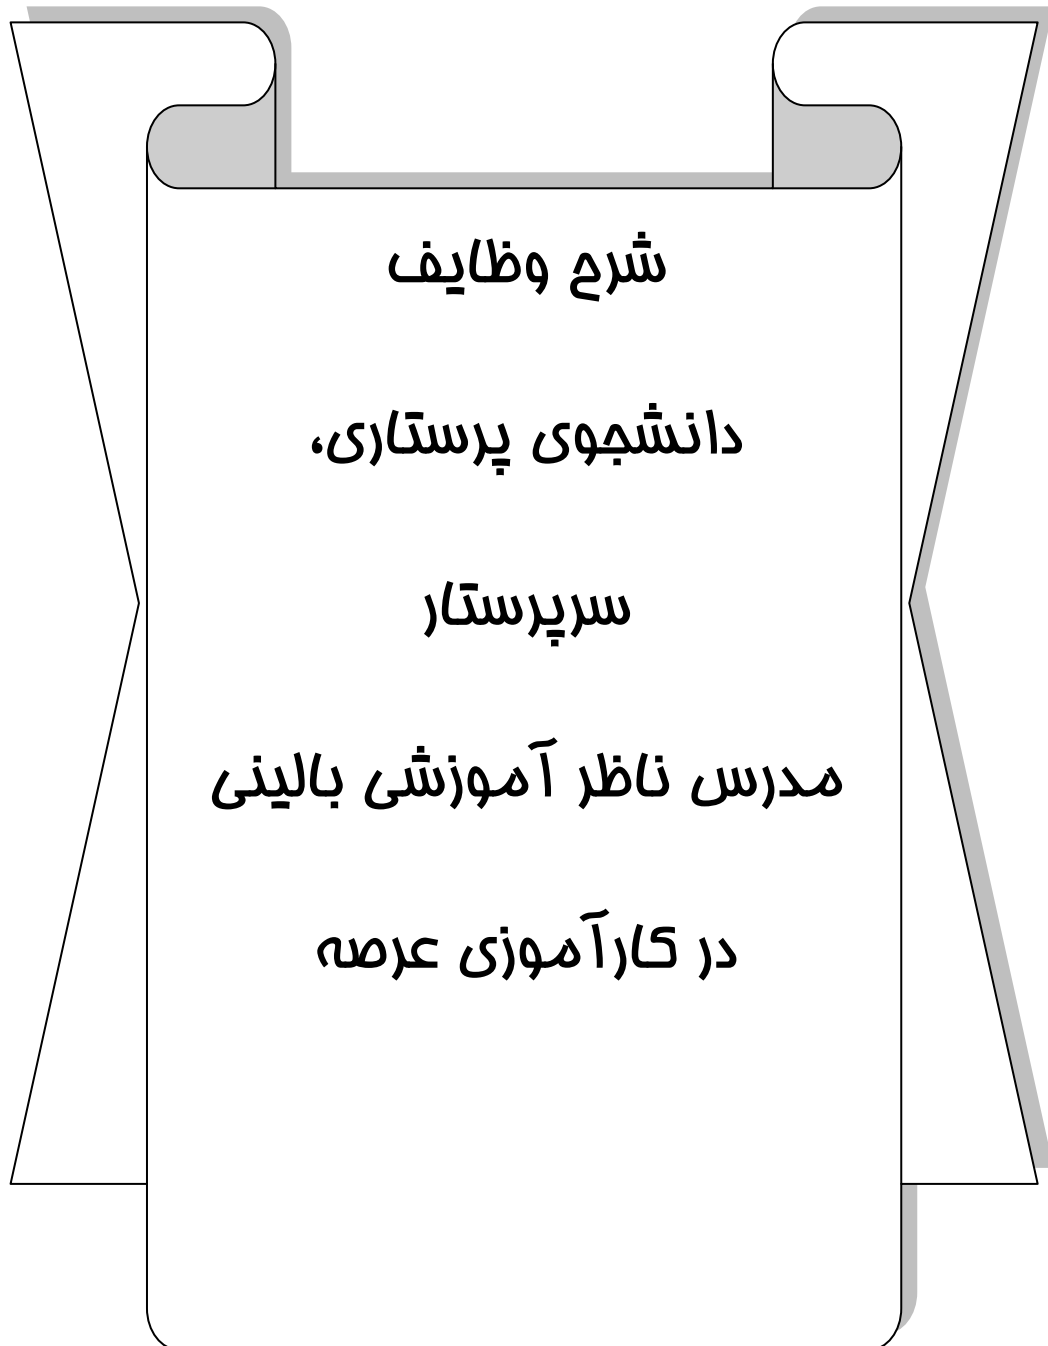 شرح وظایف
دانشجوی پرستاری،
سرپرستار
مدرس ناظر آموزشی بالینی
در کارآموزی عرصه